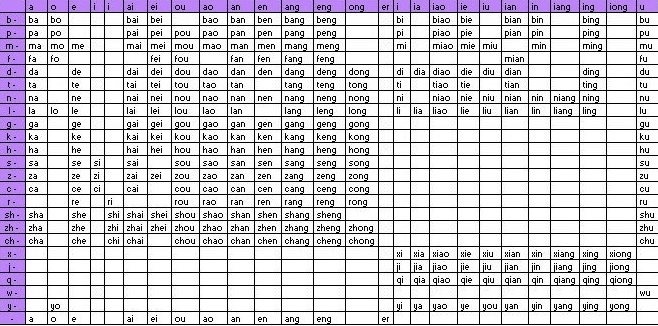 a o e i i ai ei ou ao an en ang eng ong er i ia iao ie iu ian in iang ing iong u
b - ba bo bai bei bao ban ben bang beng bi biao bie bian bin bing bu
p - pa po pai pei pou pao pan pen pang peng pi piao pie pian pin ping pu
m - ma mo me mai mei mou mao man men mang meng mi miao mie miu min ming mu
f - fa fo fei fou fan fen fang feng mian fu
d - da de dai dei dou dao dan den dang deng dong di dia diao die diu dian ding du
t - ta te tai tei tou tao tan tang teng tong ti tiao tie tian ting tu
n - na ne nai nei nou nao nan nen nang neng nong ni niao nie niu nian nin niang ning nu
l - la lo le lai lei lou lao lan lang leng long li lia liao lie liu lian lin liang ling lu
g - ga ge gai gei gou gao gan gen gang geng gong gu
k - ka ke kai kei kou kao kan ken kang keng kong ku
h - ha he hai hei hou hao han hen hang heng hong hu
s - sa se si sai sou sao san sen sang seng song su
z - za ze zi zai zei zou zao zan zen zang zeng zong zu
c - ca ce ci cai cou cao can cen cang ceng cong cu
r - re ri rou rao ran ren rang reng rong ru
sh - sha she shi shai shei shou shao shan shen shang sheng shu
zh - zha zhe zhi zhai zhei zhou zhao zhan zhen zhang zheng zhong zhu
ch - cha che chi chai chou chao chan chen chang cheng chong chu
x - xi xia xiao xie xiu xian xin xiang xing xiong
j - ji jia jiao jie jiu jian jin jiang jing jiong
q - qi qia qiao qie qiu qian qin qiang qing qiong
w - wu
y - yo yi ya yao ye you yan yin yang ying yong
- a o e ai ei ou ao an en ang eng er